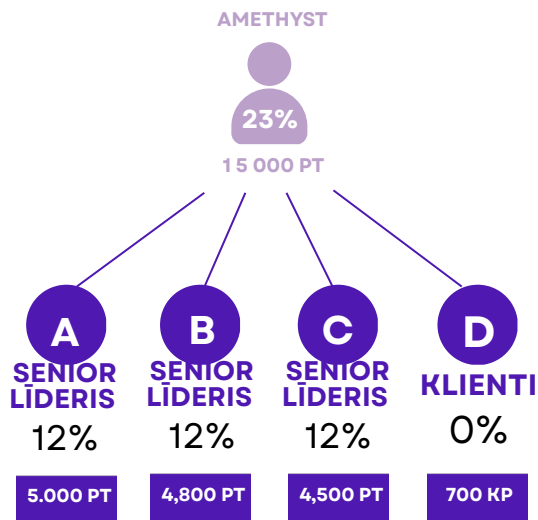 AMETHYST
23%
15 000 PT
A
SENIOR
LĪDERIS
12%
5.000 PT
B
SENIOR
LĪDERIS
12%
4,800 PT
C
SENIOR
LĪDERIS
12%
4,500 PT
D
KLIENTI
0%
700 KP